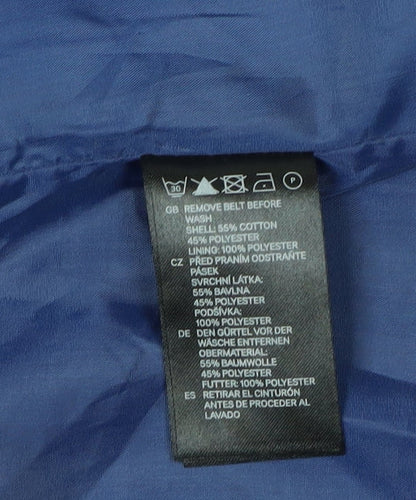 30 P
GB REMOVE BELT BEFORE
WASH
SHELL: 55% COTTON
45% POLYESTER
LINING: 100% POLYESTER
CZ PŘED PRANÍM ODSTRAŇTE
PÁSEK
SVRCHNÍ LÁTKA:
55% BAVLNA
45% POLYESTER
PODŠÍVKA:
100% POLYESTER
DE DEN GÜRTEL VOR DER
WÄSCHE ENTFERNEN
OBERMATERIAL:
55% BAUMWOLLE
45% POLYESTER
FUTTER: 100% POLYESTER
ES RETIRAR EL CINTURÓN
ANTES DE PROCEDER AL
LAVADO